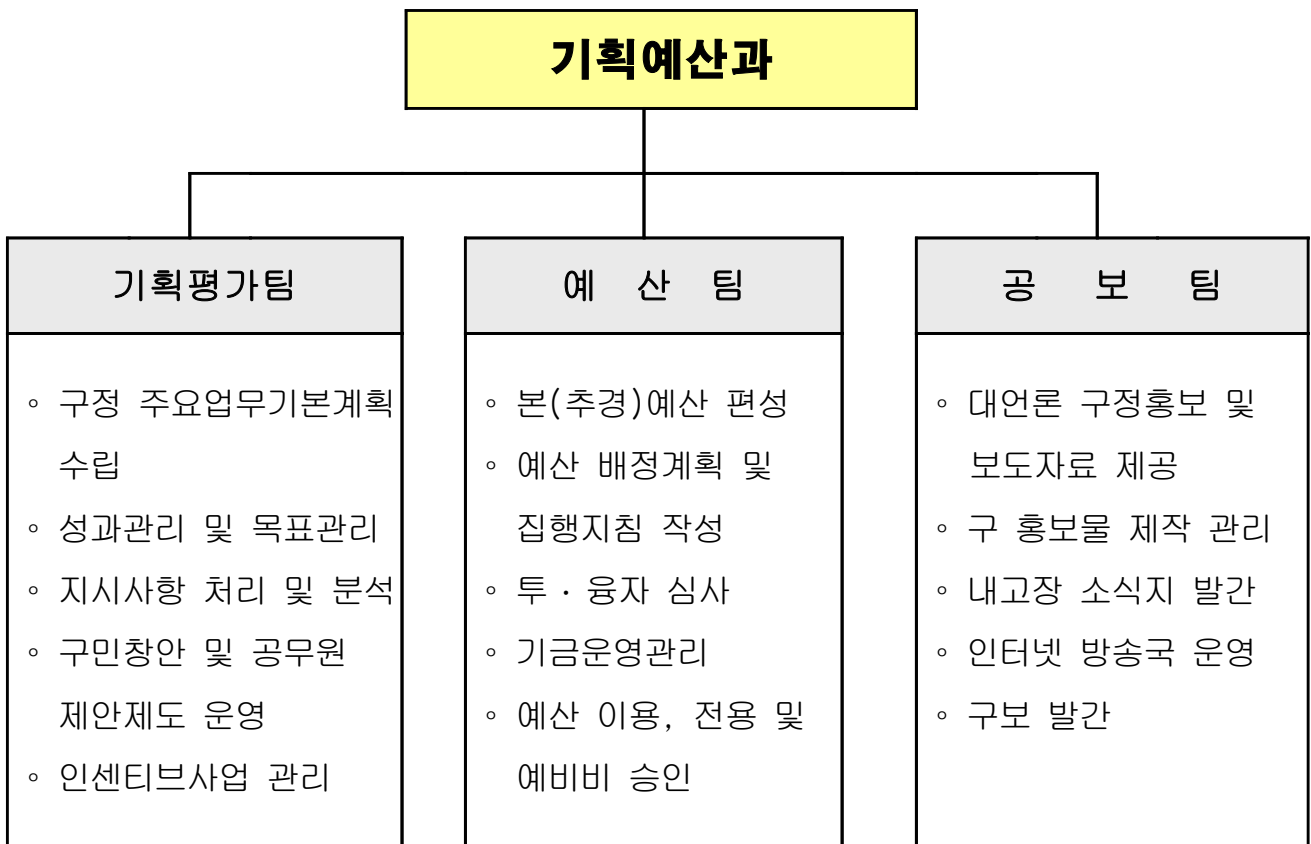 기획예산과
기획평가팀
◦ 구정 주요업무기본계획
수립
◦ 성과관리 및 목표관리
◦ 지시사항 처리 및 분석
◦ 구민창안 및 공무원
제안제도 운영
◦ 인센티브사업 관리
예 산 팀
◦ 본(추경)예산 편성
◦ 예산 배정계획 및
집행지침 작성
◦ 투·융자 심사
◦ 기금운영관리
◦ 예산 이용, 전용 및
예비비 승인
공 보 팀
◦ 대언론 구정홍보 및
보도자료 제공
◦ 구 홍보물 제작 관리
◦ 내고장 소식지 발간
◦ 인터넷 방송국 운영
◦ 구보 발간